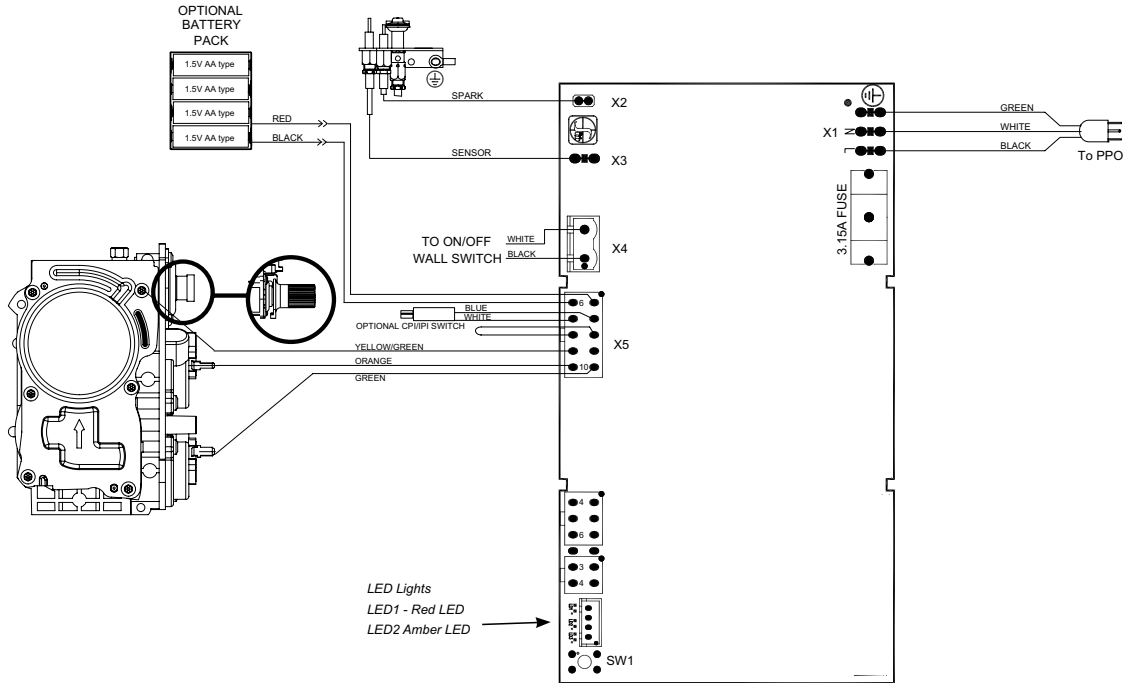 OPTIONAL
BATTERY
PACK
1.5V AA type
1.5V AA type
1.5V AA type
1.5V AA type
RED
BLACK
SPARK
SENSOR
X2
X3
X1
N
L
GREEN
WHITE
BLACK
To PPO
3.15A FUSE
TO ON/OFF
WALL SWITCH
WHITE
BLACK
X4
BLUE
WHITE
OPTIONAL CPI/IPI SWITCH
6
X5
YELLOW/GREEN
ORANGE
10
GREEN
4
6
3
4
LED Lights
LED1 - Red LED
LED2 Amber LED
SW1